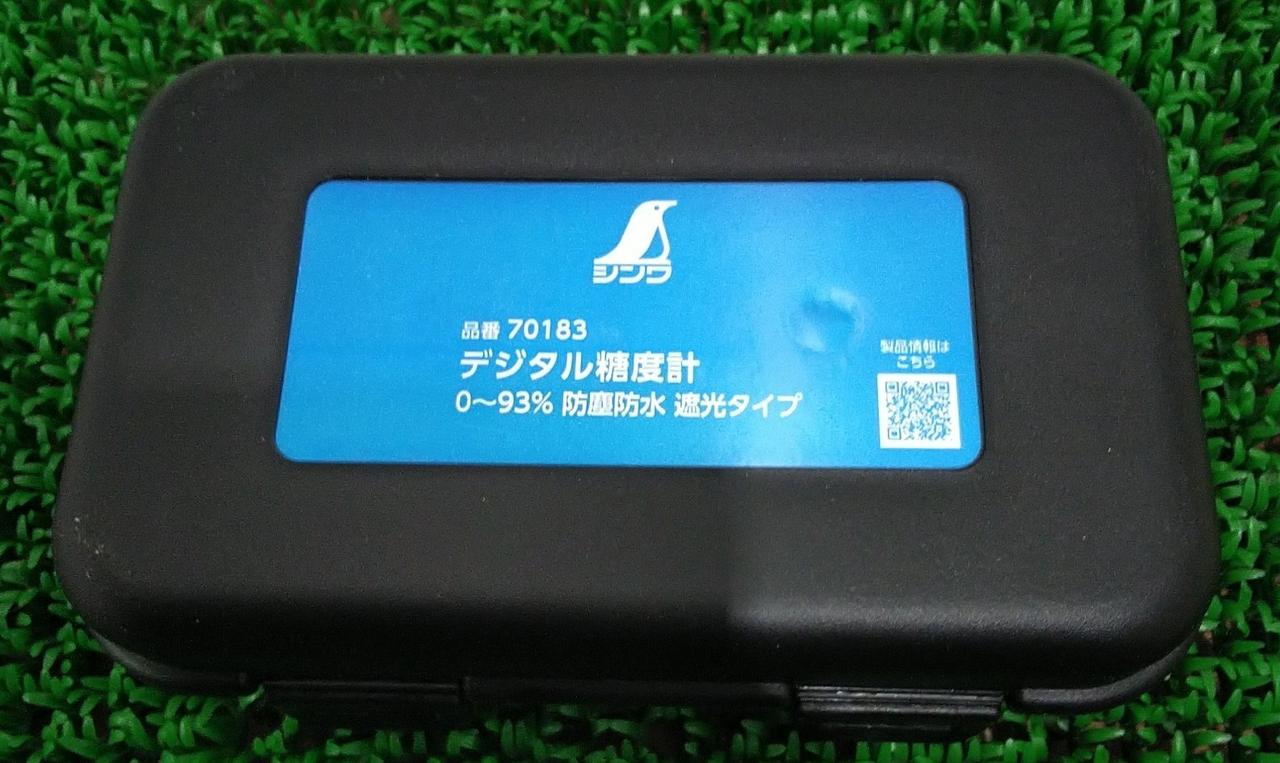 シンワ
品番 70183
デジタル糖度計
0～93% 防塵防水 遮光タイプ
製品情報は
こちら